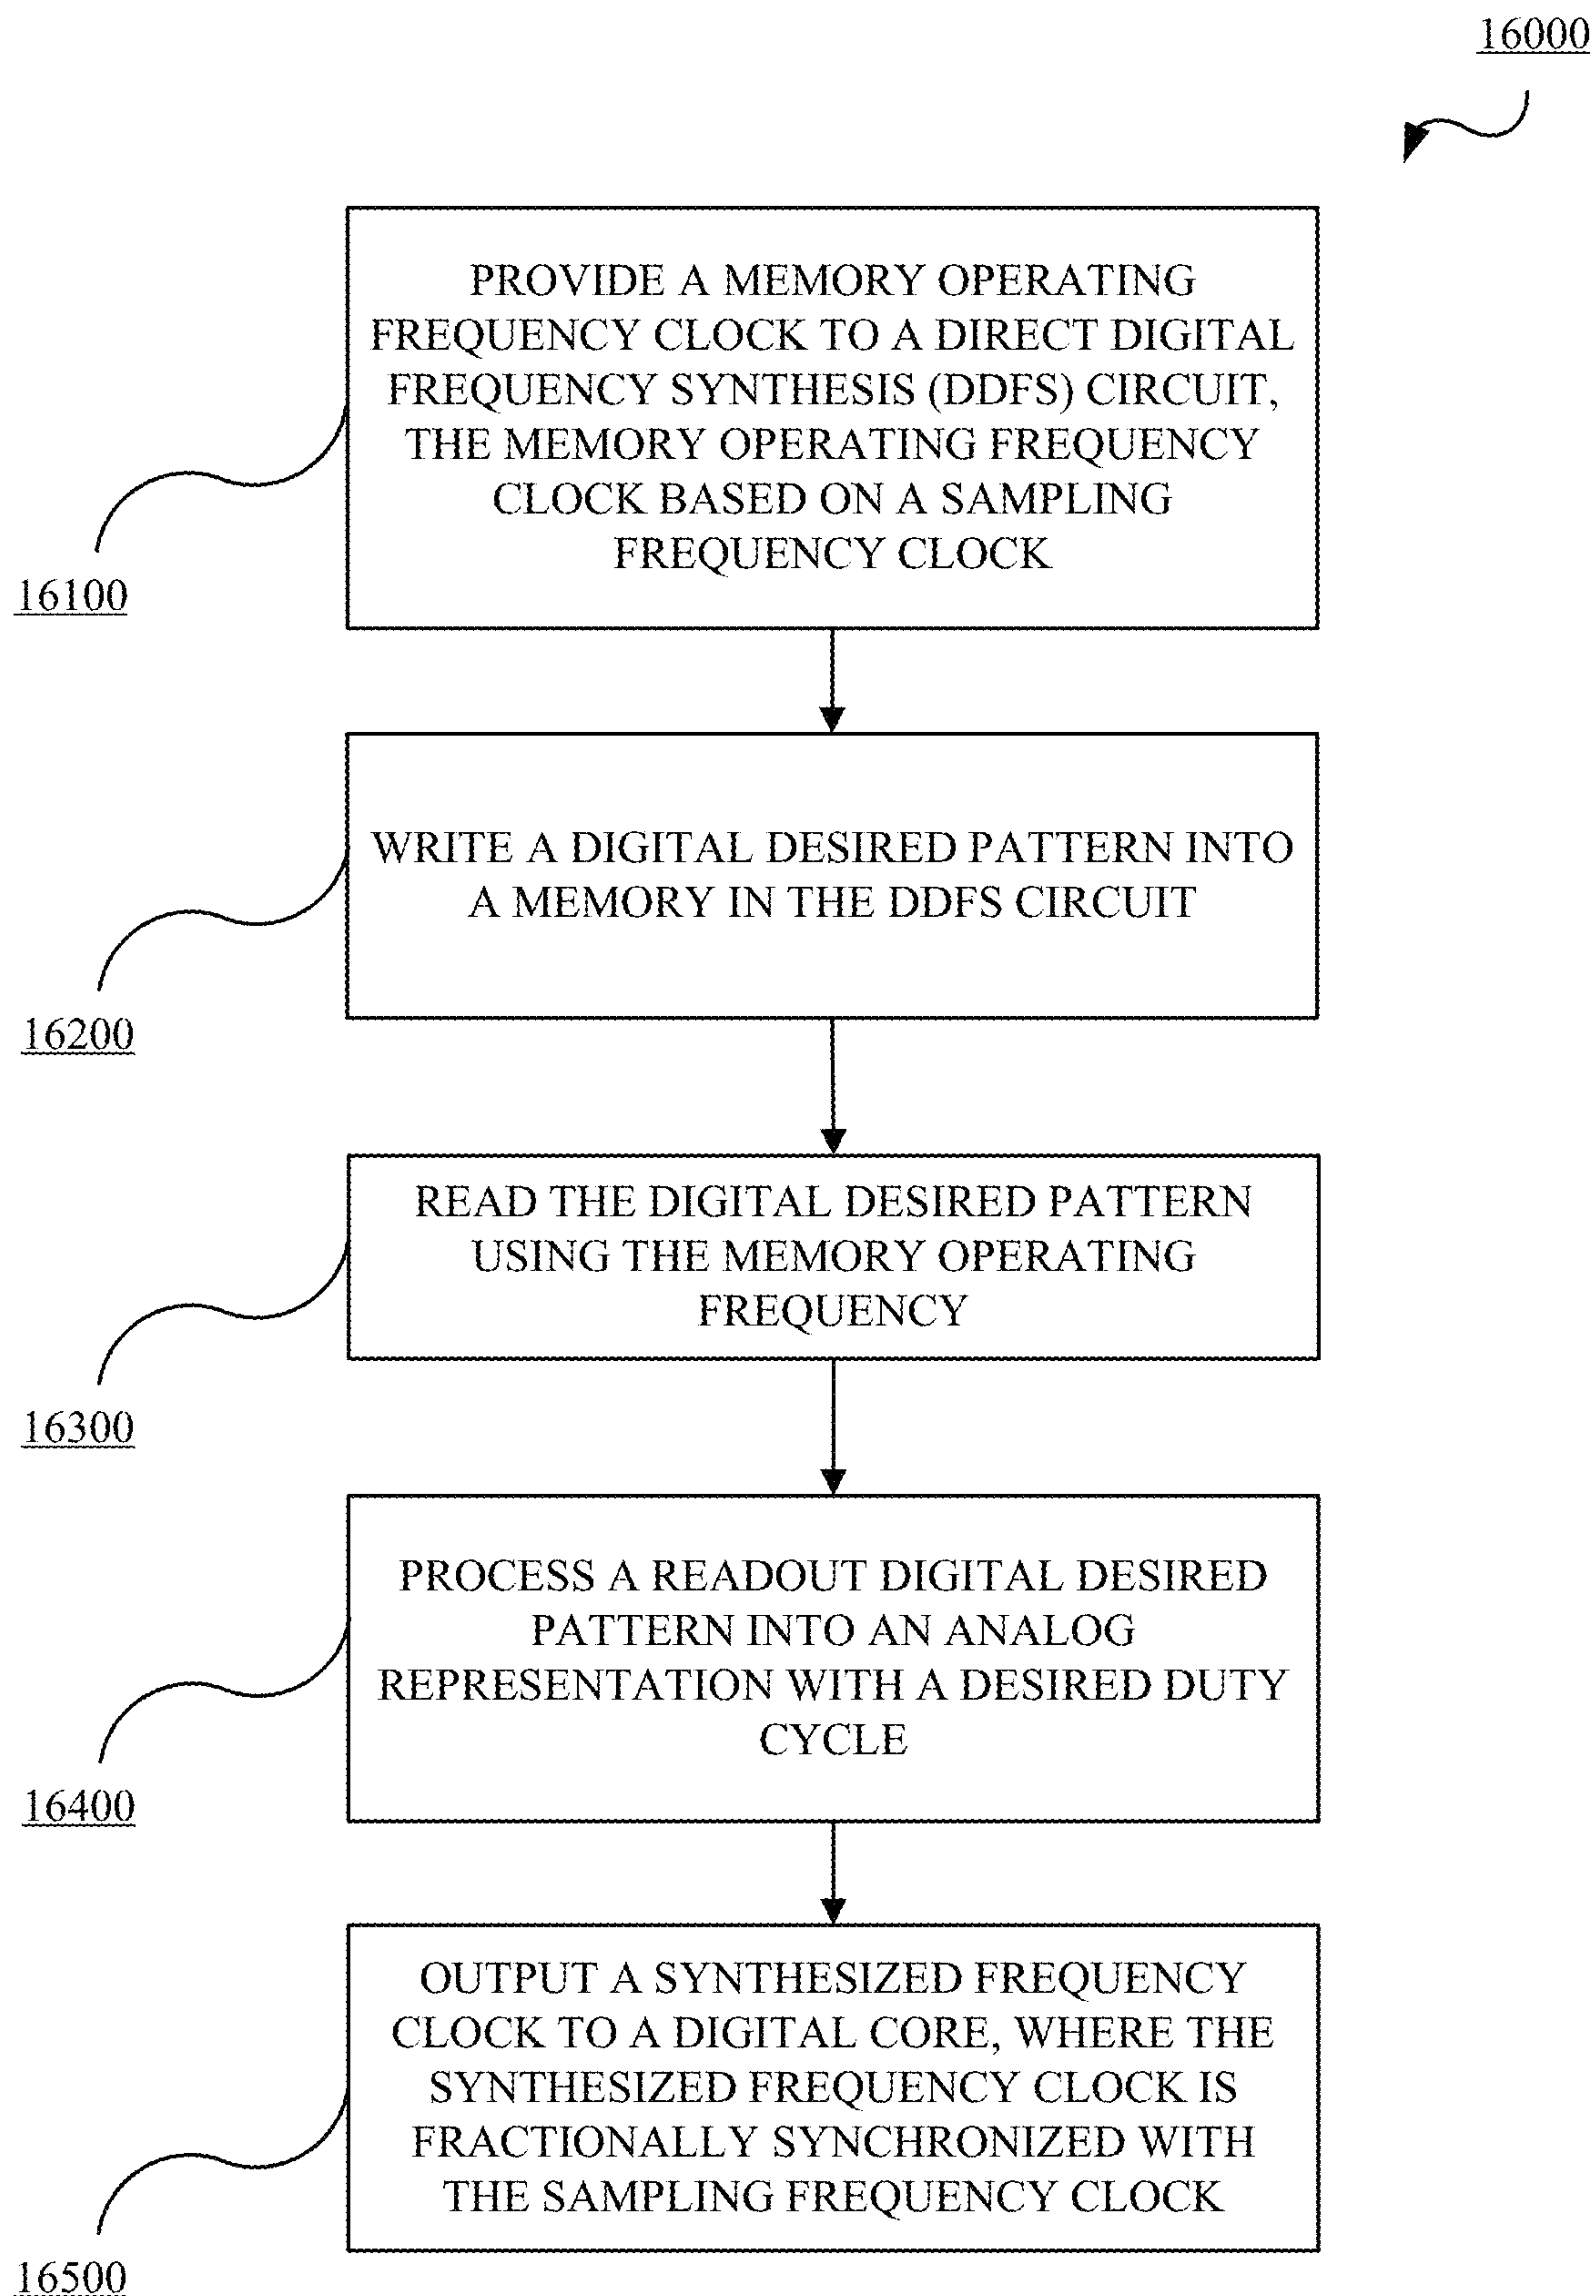 16000
PROVIDE A MEMORY OPERATING
FREQUENCY CLOCK TO A DIRECT DIGITAL
FREQUENCY SYNTHESIS (DDFS) CIRCUIT,
THE MEMORY OPERATING FREQUENCY
CLOCK BASED ON A SAMPLING
FREQUENCY CLOCK
16100
WRITE A DIGITAL DESIRED PATTERN INTO
A MEMORY IN THE DDFS CIRCUIT
16200
READ THE DIGITAL DESIRED PATTERN
USING THE MEMORY OPERATING
FREQUENCY
16300
PROCESS A READOUT DIGITAL DESIRED
PATTERN INTO AN ANALOG
REPRESENTATION WITH A DESIRED DUTY
CYCLE
16400
OUTPUT A SYNTHESIZED FREQUENCY
CLOCK TO A DIGITAL CORE, WHERE THE
SYNTHESIZED FREQUENCY CLOCK IS
FRACTIONALLY SYNCHRONIZED WITH
THE SAMPLING FREQUENCY CLOCK
16500